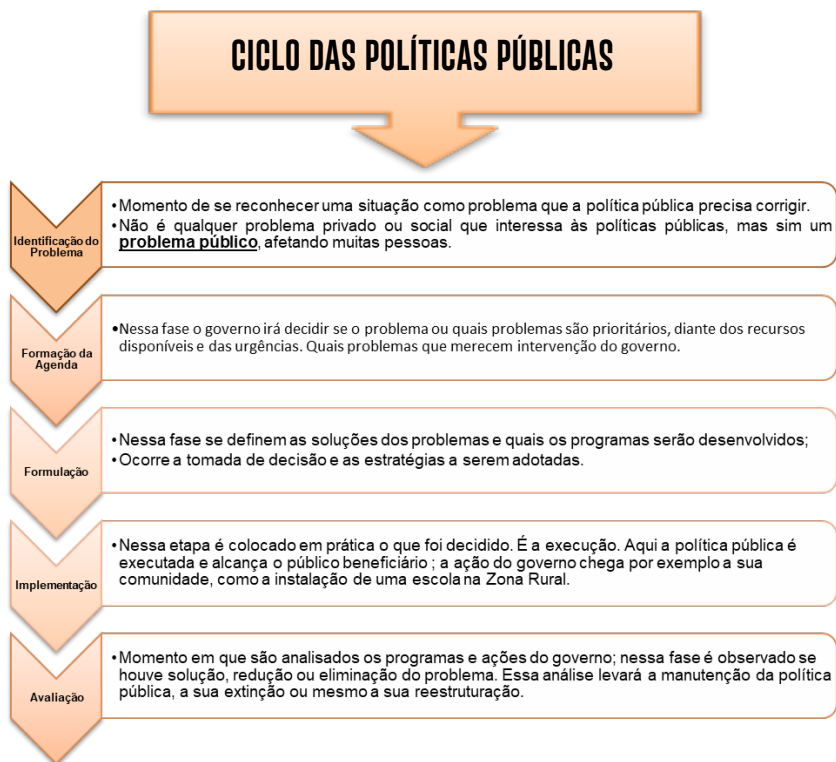 CICLO DAS POLÍTICAS PÚBLICAS
Identificação do
Problema
•Momento de se reconhecer uma situação como problema que a política pública precisa corrigir.
•Não é qualquer problema privado ou social que interessa às políticas públicas, mas sim um
problema público, afetando muitas pessoas.
Formação da
Agenda
•Nessa fase o governo irá decidir se o problema ou quais problemas são prioritários, diante dos recursos
disponíveis e das urgências. Quais problemas que merecem intervenção do governo.
Formulação
•Nessa fase se definem as soluções dos problemas e quais os programas serão desenvolvidos;
•Ocorre a tomada de decisão e as estratégias a serem adotadas.
Implementação
•Nessa etapa é colocado em prática o que foi decidido. É a execução. Aqui a política pública é
executada e alcança o público beneficiário ; a ação do governo chega por exemplo a sua
comunidade, como a instalação de uma escola na Zona Rural.
Avaliação
•Momento em que são analisados os programas e ações do governo; nessa fase é observado se
houve solução, redução ou eliminação do problema. Essa análise levará a manutenção da política
pública, a sua extinção ou mesmo a sua reestruturação.